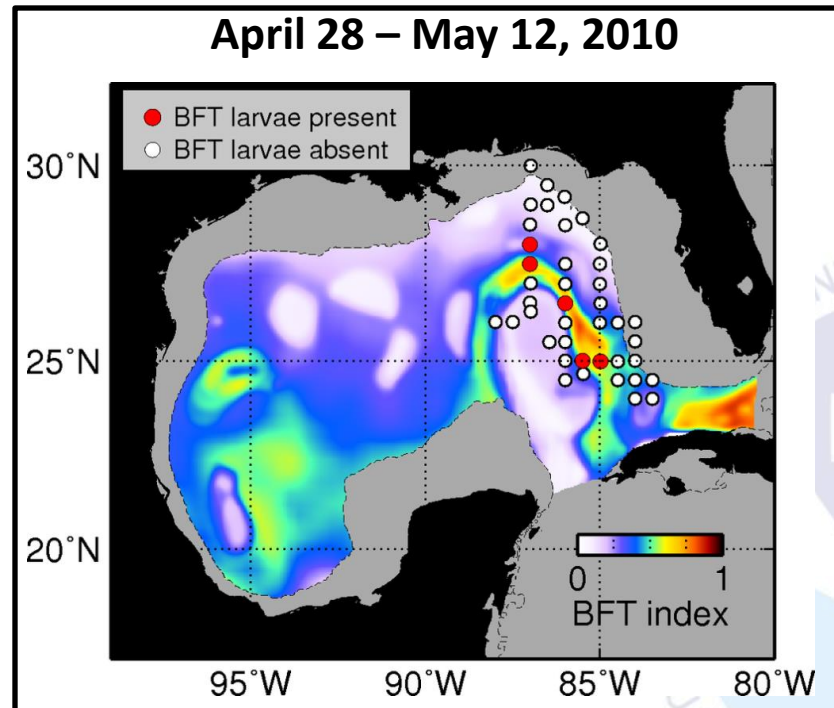 April 28 – May 12, 2010
BFT larvae present
BFT larvae absent
30˚N
25˚N
20˚N
0 1
BFT index
95˚W 90˚W 85˚W 80˚W